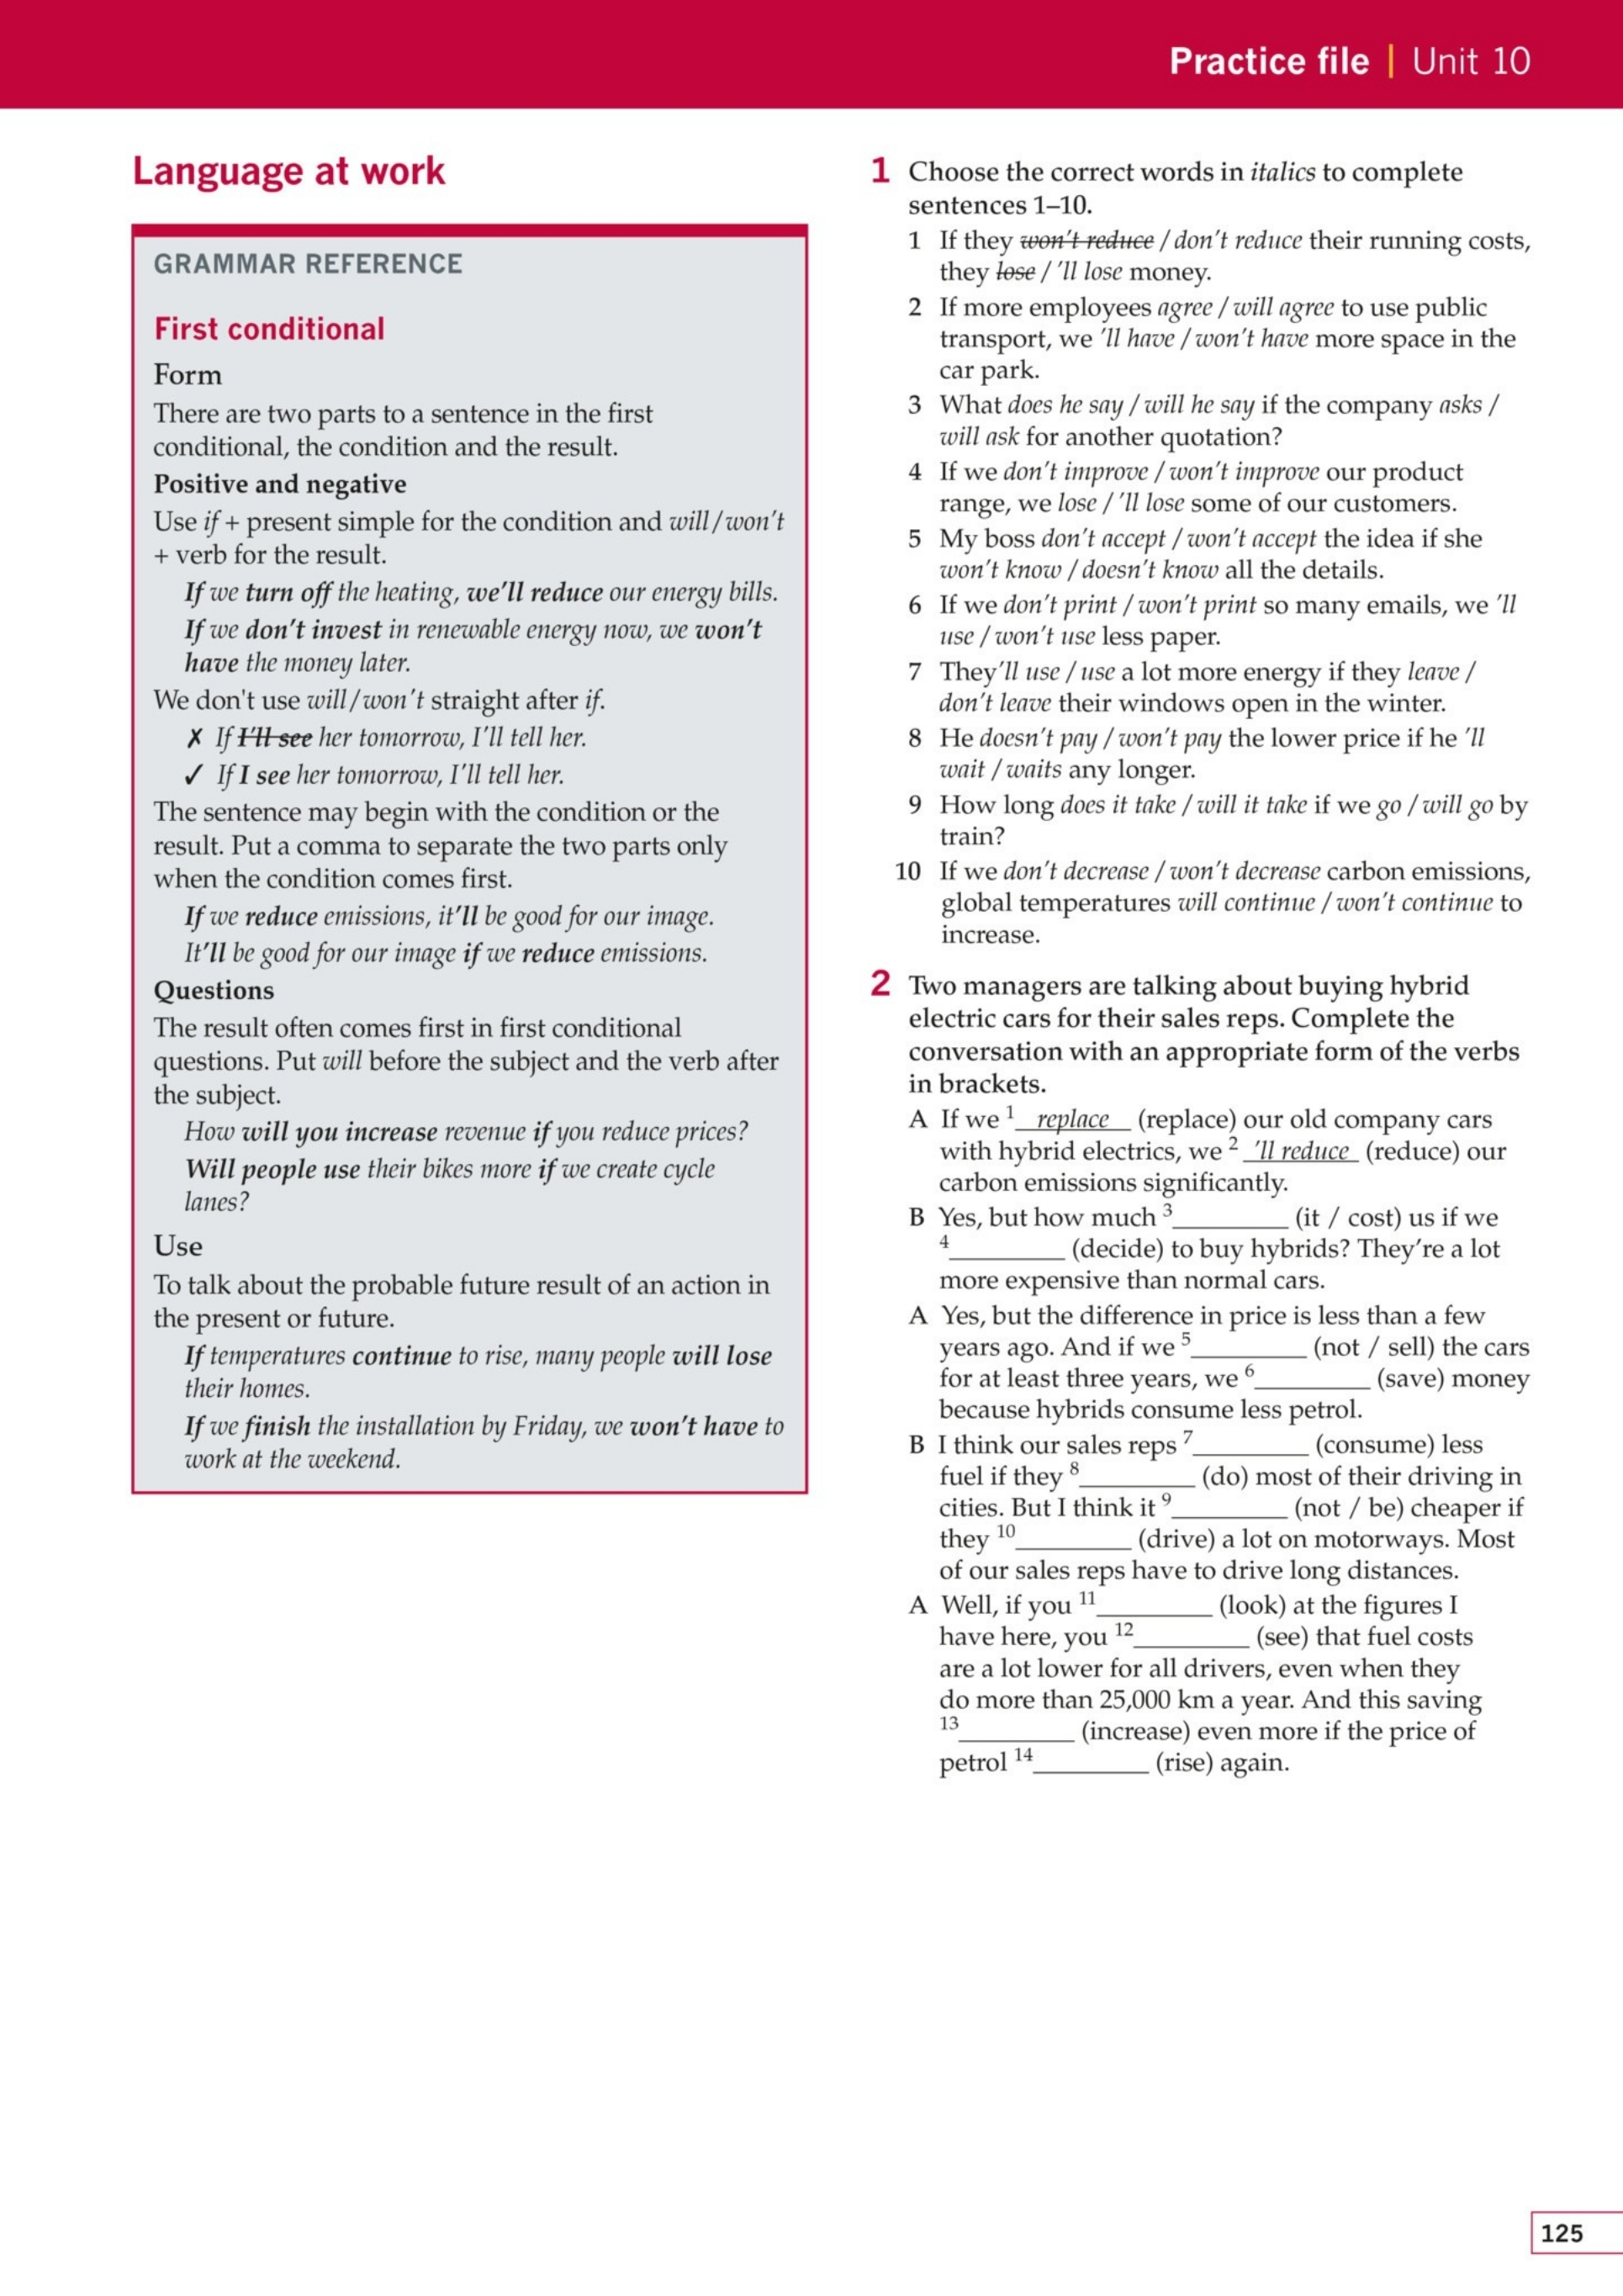 Practice file | Unit 10
Language at work
GRAMMAR REFERENCE
First conditional
Form
There are two parts to a sentence in the first
conditional, the condition and the result.
Positive and negative
Use if + present simple for the condition and will/won't
+ verb for the result.
If we turn off the heating, we'll reduce our energy bills.
If we don't invest in renewable energy now, we won't
have the money later.
We don't use will/won't straight after if.
✗ If I'll see her tomorrow, I'll tell her.
✓ If I see her tomorrow, I'll tell her.
The sentence may begin with the condition or the
result. Put a comma to separate the two parts only
when the condition comes first.
If we reduce emissions, it'll be good for our image.
It'll be good for our image if we reduce emissions.
Questions
The result often comes first in first conditional
questions. Put will before the subject and the verb after
the subject.
How will you increase revenue if you reduce prices?
Will people use their bikes more if we create cycle
lanes?
Use
To talk about the probable future result of an action in
the present or future.
If temperatures continue to rise, many people will lose
their homes.
If we finish the installation by Friday, we won't have to
work at the weekend.
1 Choose the correct words in italics to complete
sentences 1–10.
1 If they won't reduce / don't reduce their running costs,
they lose / 'll lose money.
2 If more employees agree / will agree to use public
transport, we 'll have / won't have more space in the
car park.
3 What does he say / will he say if the company asks /
will ask for another quotation?
4 If we don't improve / won't improve our product
range, we lose / 'll lose some of our customers.
5 My boss don't accept / won't accept the idea if she
won't know / doesn't know all the details.
6 If we don't print / won't print so many emails, we 'll
use / won't use less paper.
7 They'll use / use a lot more energy if they leave /
don't leave their windows open in the winter.
8 He doesn't pay / won't pay the lower price if he 'll
wait / waits any longer.
9 How long does it take / will it take if we go / will go by
train?
10 If we don't decrease / won't decrease carbon emissions,
global temperatures will continue / won't continue to
increase.
2 Two managers are talking about buying hybrid
electric cars for their sales reps. Complete the
conversation with an appropriate form of the verbs
in brackets.
A If we 1 replace (replace) our old company cars
with hybrid electrics, we 2 'll reduce (reduce) our
carbon emissions significantly.
B Yes, but how much 3__________ (it / cost) us if we
4__________ (decide) to buy hybrids? They're a lot
more expensive than normal cars.
A Yes, but the difference in price is less than a few
years ago. And if we 5__________ (not / sell) the cars
for at least three years, we 6__________ (save) money
because hybrids consume less petrol.
B I think our sales reps 7__________ (consume) less
fuel if they 8__________ (do) most of their driving in
cities. But I think it 9__________ (not / be) cheaper if
they 10__________ (drive) a lot on motorways. Most
of our sales reps have to drive long distances.
A Well, if you 11__________ (look) at the figures I
have here, you 12__________ (see) that fuel costs
are a lot lower for all drivers, even when they
do more than 25,000 km a year. And this saving
13__________ (increase) even more if the price of
petrol 14__________ (rise) again.
125